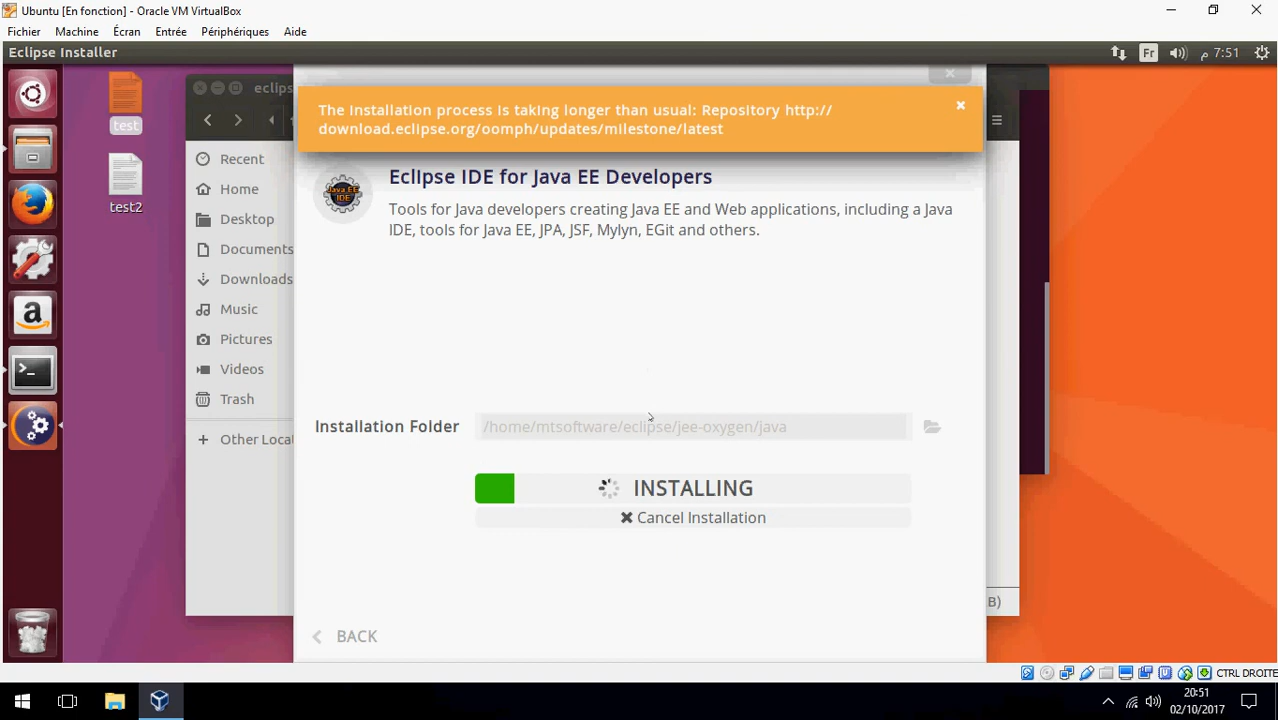 Ubuntu [En fonction] - Oracle VM VirtualBox
Fichier Machine Écran Entrée Périphériques Aide
Eclipse Installer
Fr
م 7:51
test
test2
eclips
The installation process is taking longer than usual: Repository http://
download.eclipse.org/oomph/updates/milestone/latest
Recent
Home
Desktop
Documents
Downloads
Music
Pictures
Videos
Trash
Other Locat
Java EE
IDE
Eclipse IDE for Java EE Developers
Tools for Java developers creating Java EE and Web applications, including a Java
IDE, tools for Java EE, JPA, JSF, Mylyn, EGit and others.
Installation Folder
/home/mtsoftware/eclipse/jee-oxygen/java
INSTALLING
Cancel Installation
BACK
B)
CTRL DROITE
20:51
02/10/2017